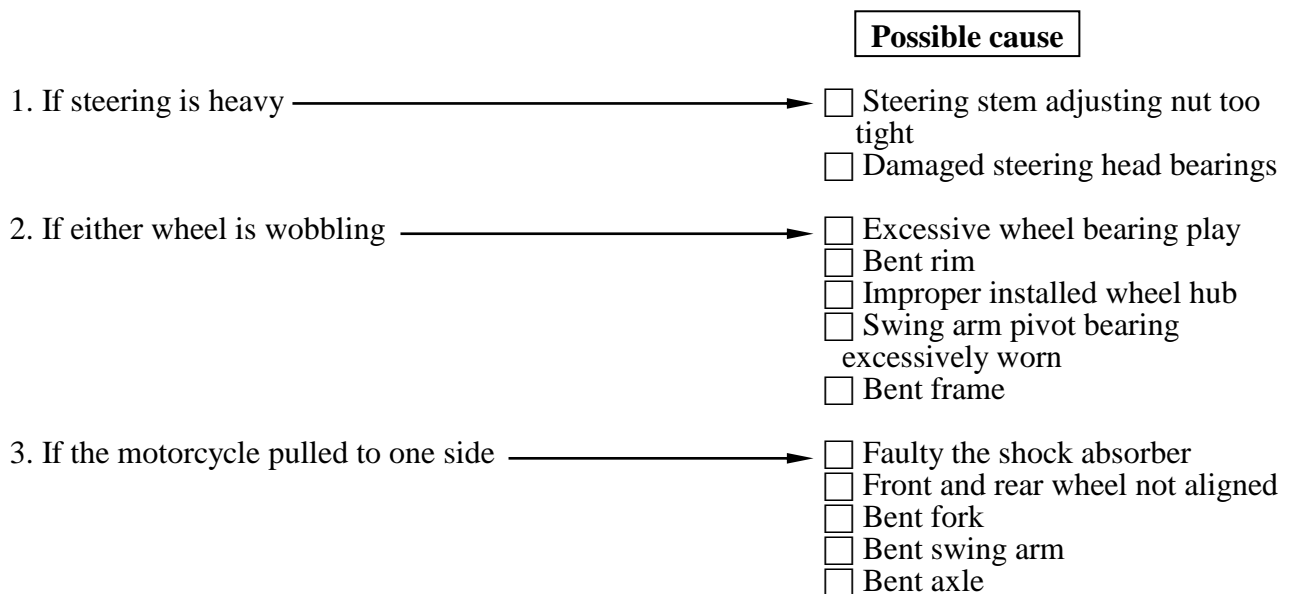 Possible cause
1. If steering is heavy
Steering stem adjusting nut too
tight
Damaged steering head bearings
2. If either wheel is wobbling
Excessive wheel bearing play
Bent rim
Improper installed wheel hub
Swing arm pivot bearing
excessively worn
Bent frame
3. If the motorcycle pulled to one side
Faulty the shock absorber
Front and rear wheel not aligned
Bent fork
Bent swing arm
Bent axle